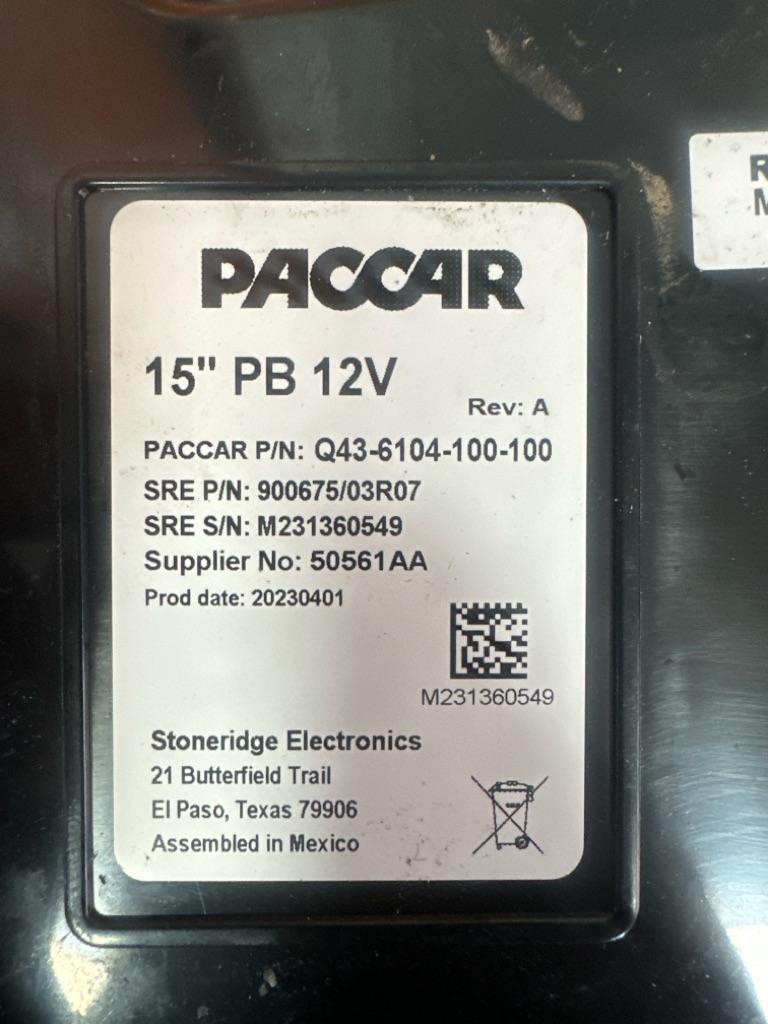 PACCAR
15" PB 12V
Rev: A
PACCAR P/N: Q43-6104-100-100
SRE P/N: 900675/03R07
SRE S/N: M231360549
Supplier No: 50561AA
Prod date: 20230401
M231360549
Stoneridge Electronics
21 Butterfield Trail
El Paso, Texas 79906
Assembled in Mexico